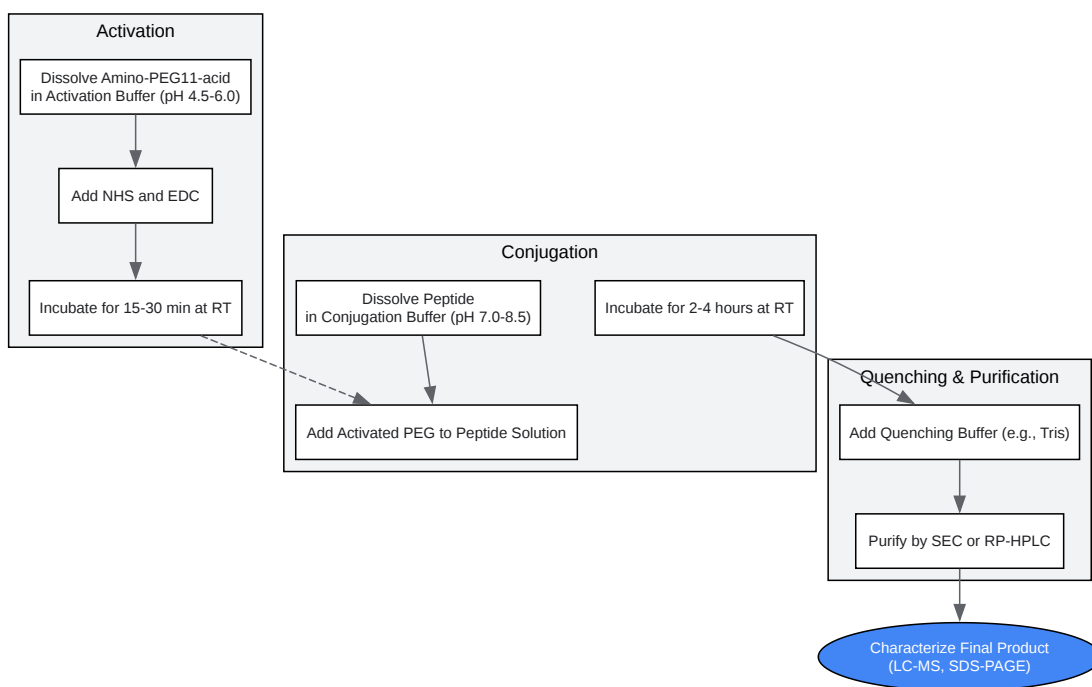 Activation
Dissolve Amino-PEG11-acid
in Activation Buffer (pH 4.5-6.0)
Add NHS and EDC
Incubate for 15-30 min at RT
Conjugation
Dissolve Peptide
in Conjugation Buffer (pH 7.0-8.5)
Incubate for 2-4 hours at RT
Add Activated PEG to Peptide Solution
Quenching & Purification
Add Quenching Buffer (e.g., Tris)
Purify by SEC or RP-HPLC
Characterize Final Product
(LC-MS, SDS-PAGE)